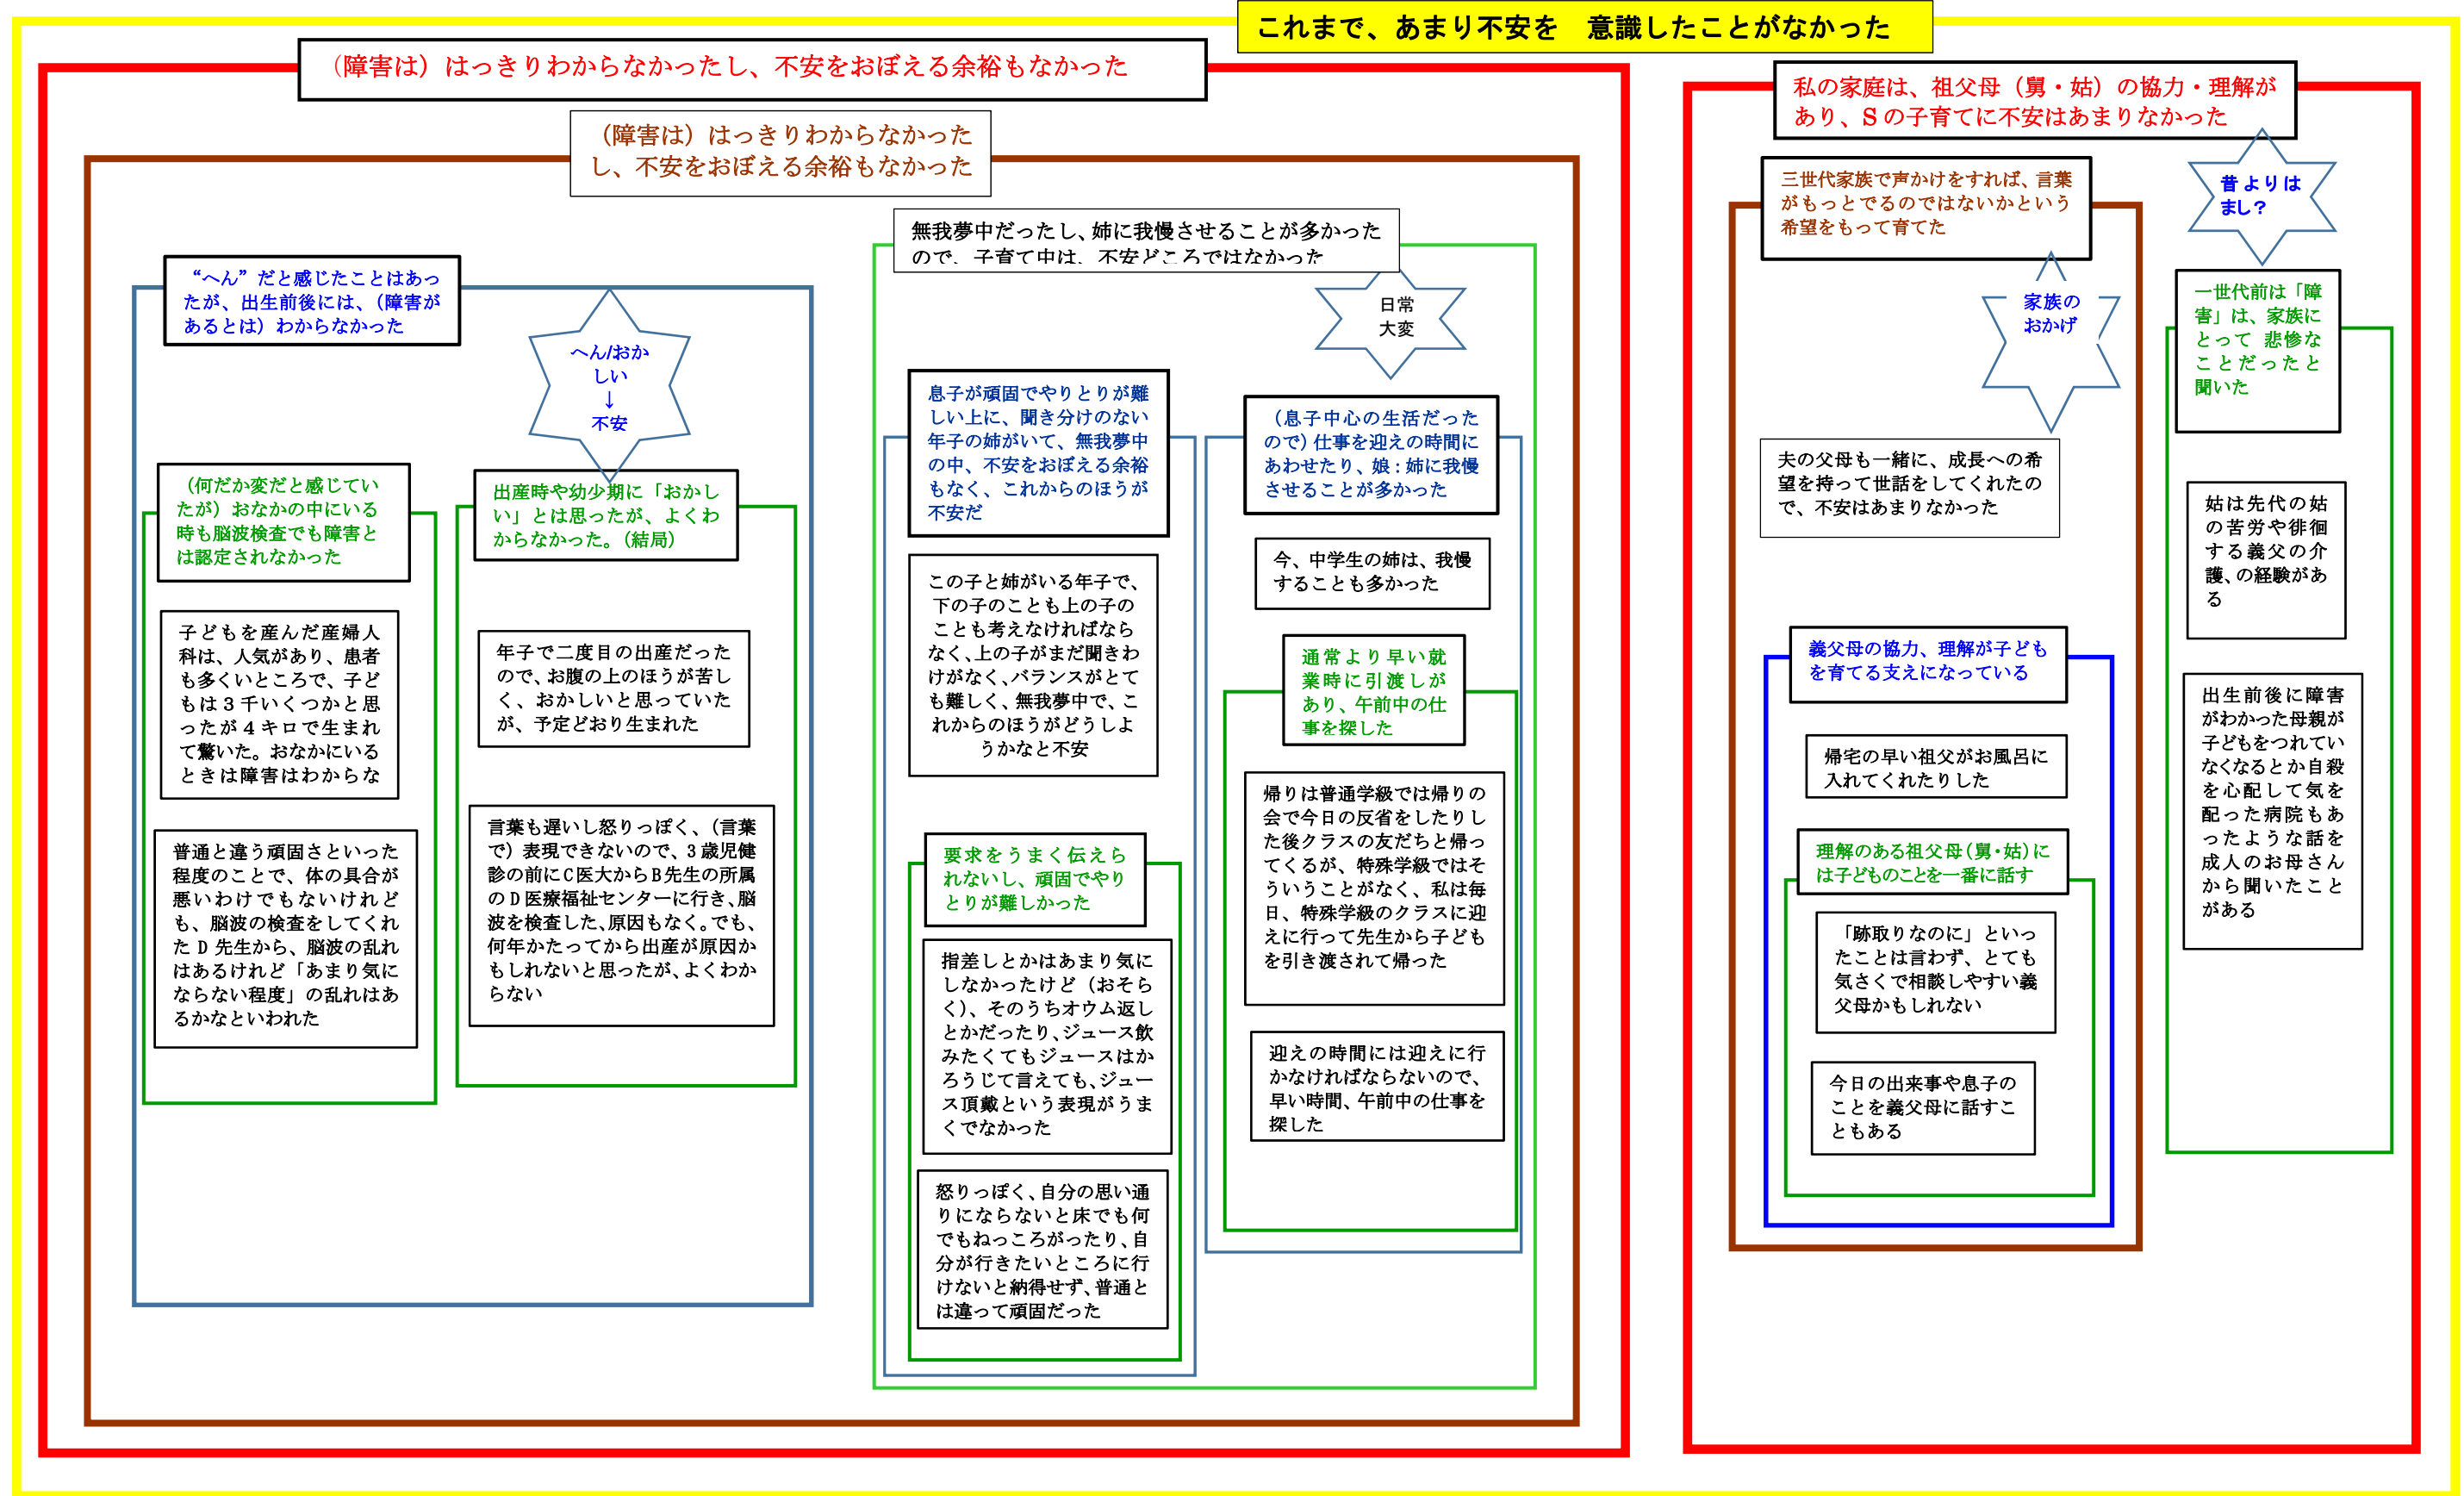 これまで、あまり不安を　意識したことがなかった
（障害は）はっきりわからなかったし、不安をおぼえる余裕もなかった
（障害は）はっきりわからなかった
し、不安をおぼえる余裕もなかった
“へん”だと感じたことはあっ
たが、出生前後には、（障害が
あるとは）わからなかった
へん/おか
しい
↓
不安
（何だか変だと感じてい
たが）おなかの中にいる
時も脳波検査でも障害と
は認定されなかった
子どもを産んだ産婦人
科は、人気があり、患者
も多くいところで、子ど
もは３千いくつかと思
ったが４キロで生まれ
て驚いた。おなかにいる
ときは障害はわからな
普通と違う頑固さといった
程度のことで、体の具合が
悪いわけでもないけれど
も、脳波の検査をしてくれ
た D 先生から、脳波の乱れ
はあるけれど「あまり気に
ならない程度」の乱れはあ
るかなといわれた
出産時や幼少期に「おかし
い」とは思ったが、よくわ
からなかった。（結局）
年子で二度目の出産だった
ので、お腹の上のほうが苦し
く、おかしいと思っていた
が、予定どおり生まれた
言葉も遅いし怒りっぽく、（言葉
で）表現できないので、3 歳児健
診の前にC医大からB先生の所属
のD医療福祉センターに行き、脳
波を検査した、原因もなく。でも、
何年かたってから出産が原因か
もしれないと思ったが、よくわか
らない
無我夢中だったし、姉に我慢させることが多かった
ので、子育て中は、不安どころではなかった
日常
大変
息子が頑固でやりとりが難
しい上に、聞き分けのない
年子の姉がいて、無我夢中
の中、不安をおぼえる余裕
もなく、これからのほうが
不安だ
この子と姉がいる年子で、
下の子のことも上の子の
ことも考えなければなら
なく、上の子がまだ聞きわ
けがなく、バランスがとて
も難しく、無我夢中で、こ
れからのほうがどうしよ
うかなと不安
要求をうまく伝えら
れないし、頑固でやり
とりが難しかった
指差しとかはあまり気に
しなかったけど（おそら
く）、そのうちオウム返し
とかだったり、ジュース飲
みたくてもジュースはか
ろうじて言えても、ジュー
ス頂戴という表現がうま
くでなかった
怒りっぽく、自分の思い通
りにならないと床でも何
でもねっころがったり、自
分が行きたいところに行
けないと納得せず、普通と
は違って頑固だった
（息子中心の生活だった
ので）仕事を迎えの時間に
あわせたり、娘：姉に我慢
させることが多かった
今、中学生の姉は、我慢
することも多かった
通常より早い就
業時に引渡しが
あり、午前中の仕
事を探した
帰りは普通学級では帰りの
会で今日の反省をしたりし
た後クラスの友だちと帰っ
てくるが、特殊学級ではそ
ういうことがなく、私は毎
日、特殊学級のクラスに迎
えに行って先生から子ども
を引き渡されて帰った
迎えの時間には迎えに行
かなければならないので、
早い時間、午前中の仕事を
探した
私の家庭は、祖父母（舅・姑）の協力・理解が
あり、S の子育てに不安はあまりなかった
三世代家族で声かけをすれば、言葉
がもっとでるのではないかという
希望をもって育てた
家族の
おかげ
夫の父母も一緒に、成長への希
望を持って世話をしてくれたの
で、不安はあまりなかった
義父母の協力、理解が子ども
を育てる支えになっている
帰宅の早い祖父がお風呂に
入れてくれたりした
理解のある祖父母（舅・姑）に
は子どものことを一番に話す
「跡取りなのに」といっ
たことは言わず、とても
気さくで相談しやすい義
父母かもしれない
今日の出来事や息子の
ことを義父母に話すこ
ともある
昔よりは
まし？
一世代前は「障
害」は、家族に
とって 悲惨な
ことだったと
聞いた
姑は先代の姑
の苦労や徘徊
する義父の介
護、の経験があ
る
出生前後に障害
がわかった母親が
子どもをつれてい
なくなるとか自殺
を心配して気を
配った病院もあ
ったような話を
成人のお母さん
から聞いたこと
がある